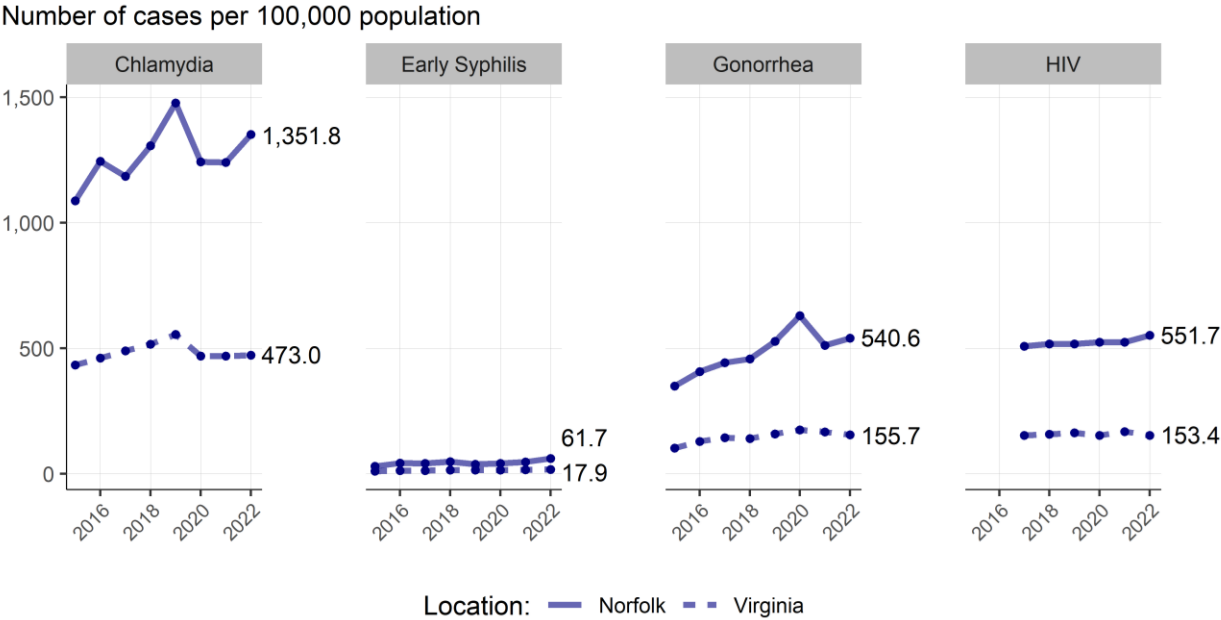 Number of cases per 100,000 population
Chlamydia
Early Syphilis
Gonorrhea
HIV
1,500
1,000
500
0
1,351.8
473.0
61.7
17.9
540.6
155.7
551.7
153.4
2016 2018 2020 2022
2016 2018 2020 2022
2016 2018 2020 2022
2016 2018 2020 2022
Location: Norfolk Virginia